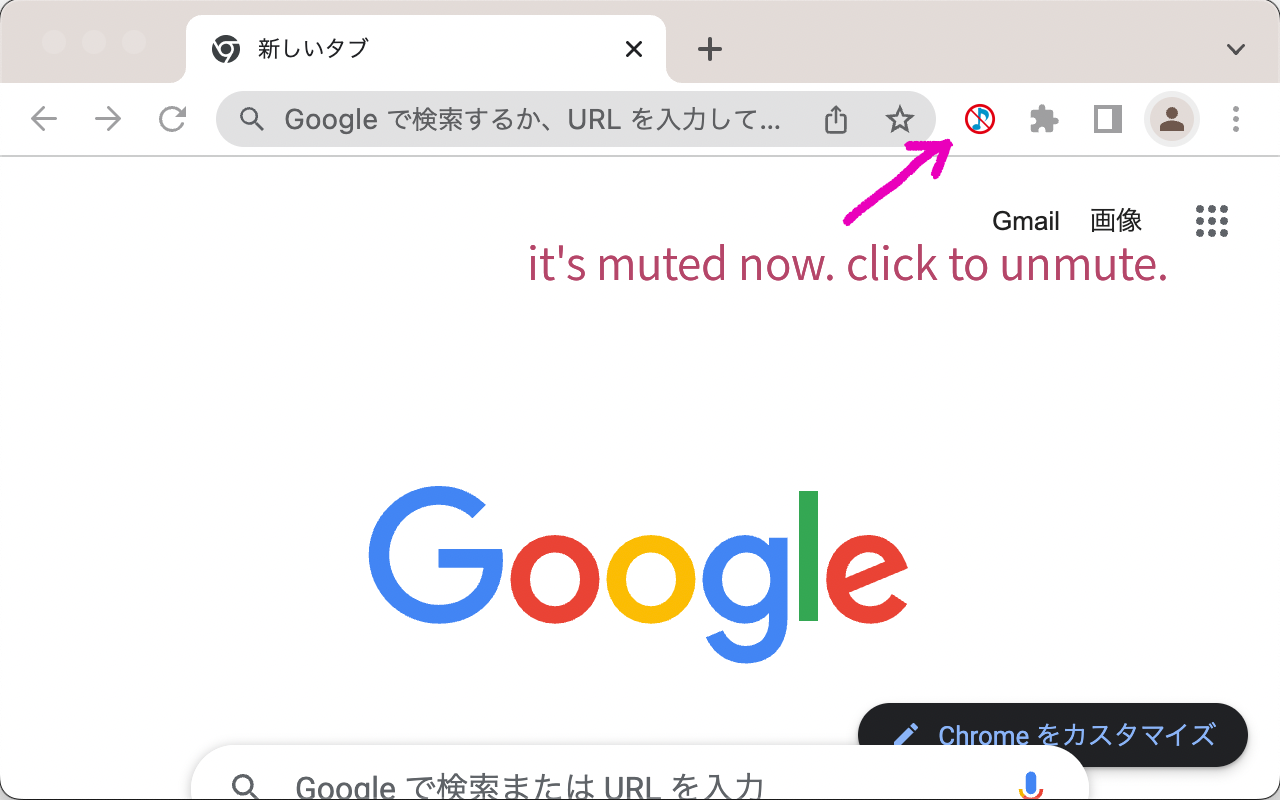 新しいタブ
Google で検索するか、URL を入力して...
Gmail 画像
it's muted now. click to unmute.
Google
Chrome をカスタマイズ
Google で検索または URL を入力